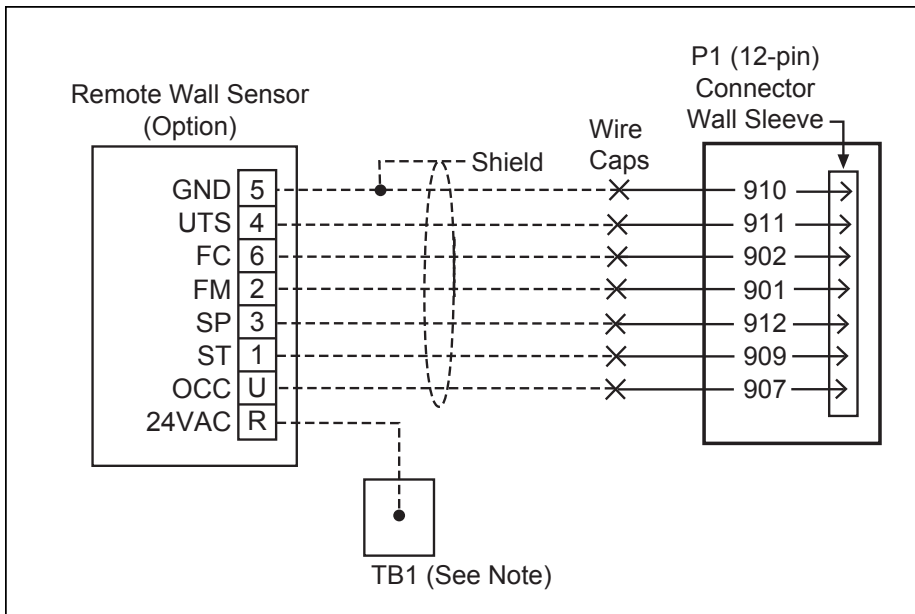 P1 (12-pin)
Connector
Wall Sleeve
Remote Wall Sensor
(Option)
Wire
Caps
Shield
GND 5 910
UTS 4 911
FC 6 902
FM 2 901
SP 3 912
ST 1 909
OCC U 907
24VAC R
TB1 (See Note)